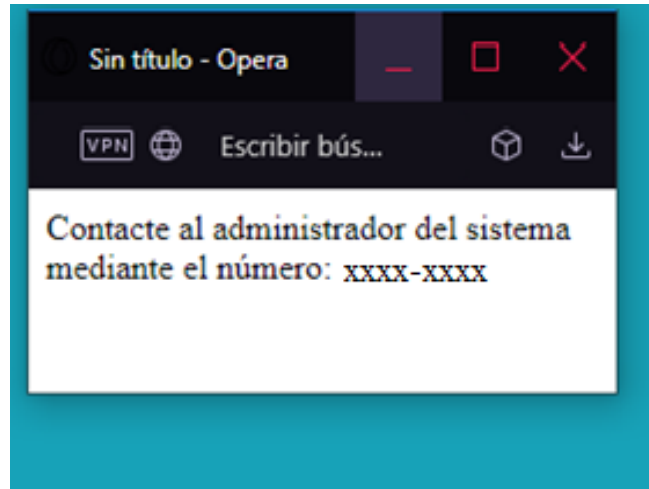 Sin título - Opera
VPN Escribir bús...
Contacte al administrador del sistema
mediante el número: xxxx-xxxx